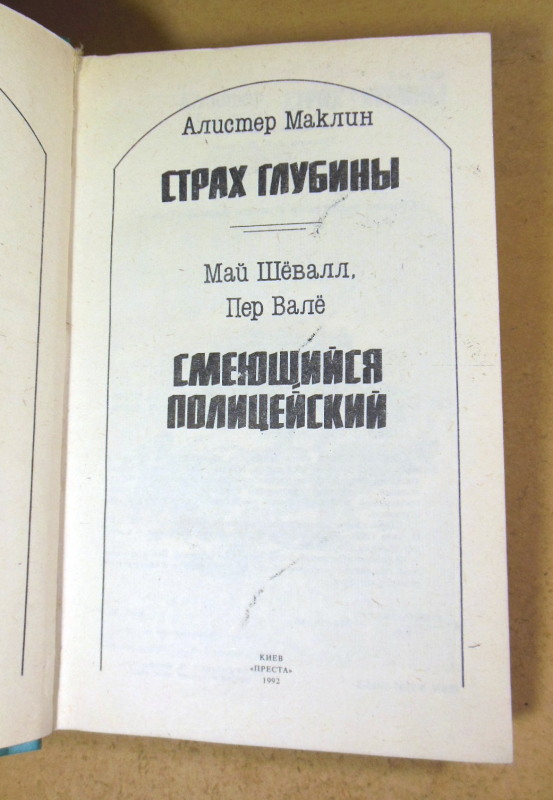 Алистер Маклин
СТРАХ ГЛУБИНЫ
Май Шёвалл,
Пер Валё
СМЕЮЩИЙСЯ
ПОЛИЦЕЙСКИЙ
КИЕВ
«ПРЕСТА»
1992